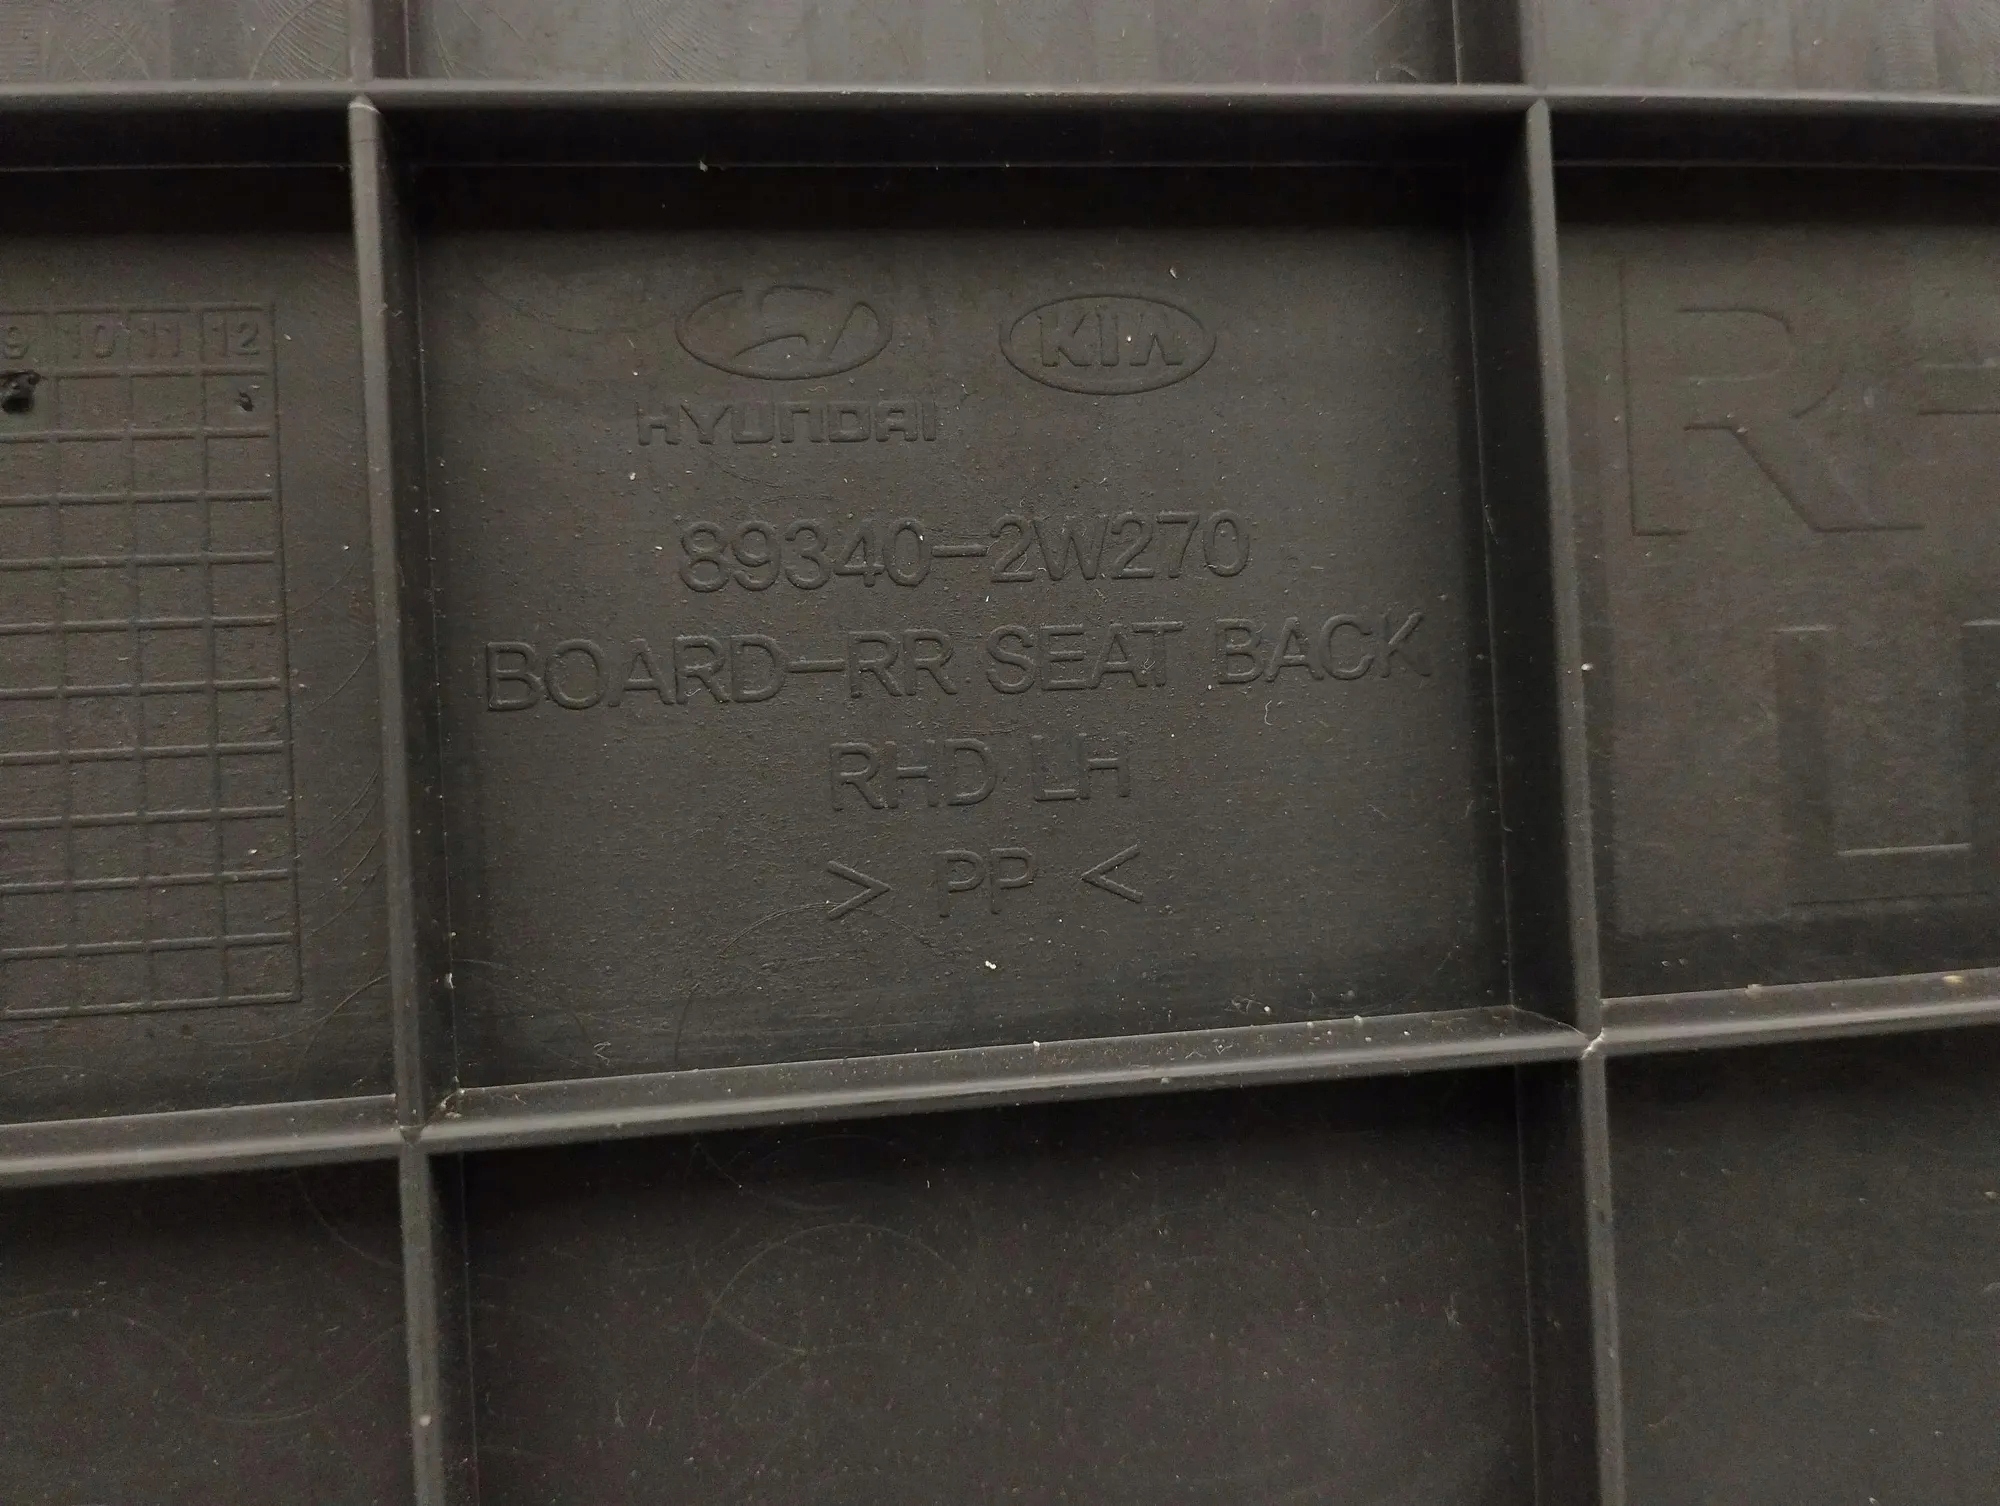 9 10 11 12
HYUNDAI
KIA
89340-2W270
BOARD-RR SEAT BACK
RHD LH
> PP <
R